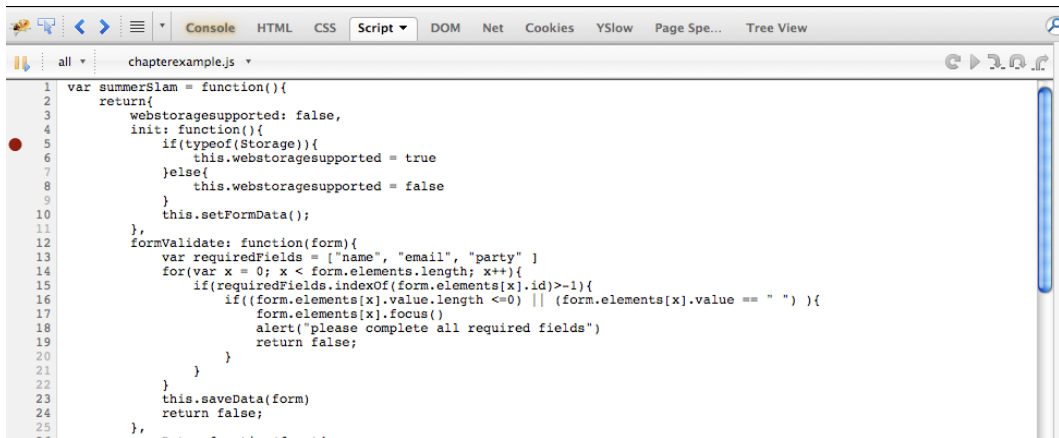 Console HTML CSS Script DOM Net Cookies YSlow Page Spe... Tree View
all chapterexample.js
1 var summerSlam = function(){
2     return{
3         webstoragesupported: false,
4         init: function(){
5             if(typeof(Storage)){
6                 this.webstoragesupported = true
7             }else{
8                 this.webstoragesupported = false
9             }
10             this.setFormData();
11         },
12         formValidate: function(form){
13             var requiredFields = ["name", "email", "party" ]
14             for(var x = 0; x < form.elements.length; x++){
15                 if(requiredFields.indexOf(form.elements[x].id)>-1){
16                     if((form.elements[x].value.length <=0) || (form.elements[x].value == " ") ){
17                         form.elements[x].focus()
18                         alert("please complete all required fields")
19                         return false;
20                     }
21                 }
22             }
23             this.saveData(form)
24             return false;
25         },